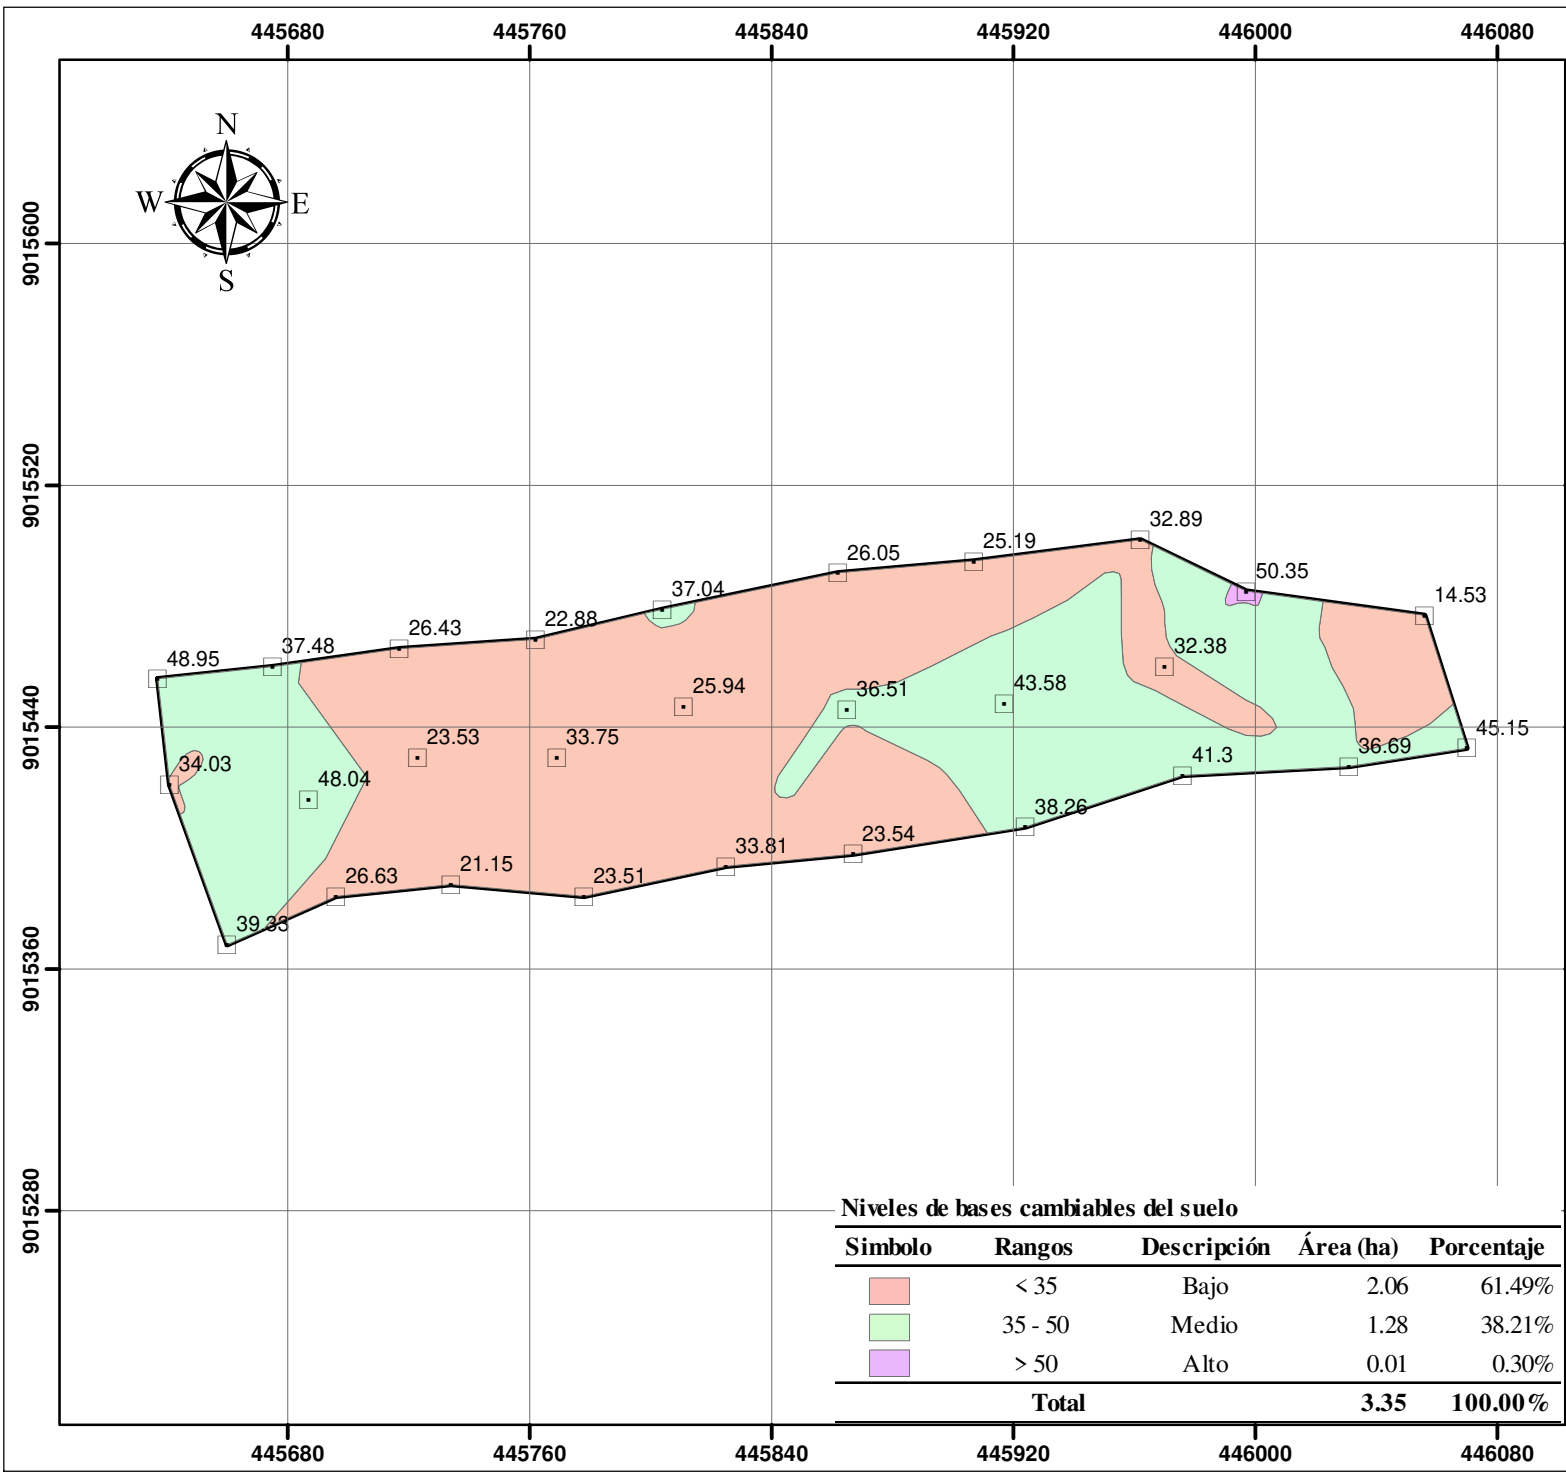 445680 445760 445840 445920 446000 446080
N
W E
S
9015600
9015520
32.89
25.19
26.05
50.35
37.04
14.53
22.88
26.43
37.48
32.38
48.95
43.58
25.94
36.51
9015440
45.15
23.53 33.75
36.69
41.3
34.03
48.04
38.26
23.54
33.81
21.15
26.63
23.51
39.33
9015360
9015280
Niveles de bases cambiables del suelo
Simbolo Rangos Descripción Área (ha) Porcentaje
< 35 Bajo 2.06 61.49%
35 - 50 Medio 1.28 38.21%
> 50 Alto 0.01 0.30%
Total 3.35 100.00%
445680 445760 445840 445920 446000 446080